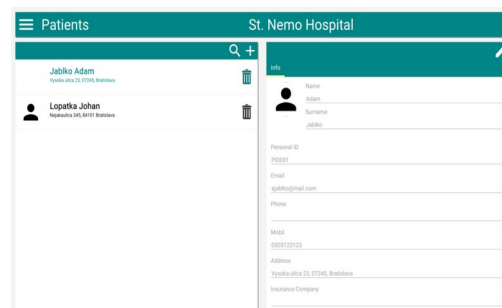 Patients
St. Nemo Hospital
Jablko Adam
Vysoka ulica 23, 07245, Bratislava
Lopatka Johan
Nejakaulica 345, 84101 Bratislava
Info
Name
Adam
Surname
Jablko
Personal ID
PID001
Email
ajablko@mail.com
Phone
Mobil
0505123123
Address
Vysoka ulica 23, 07245, Bratislava
Insurance Company